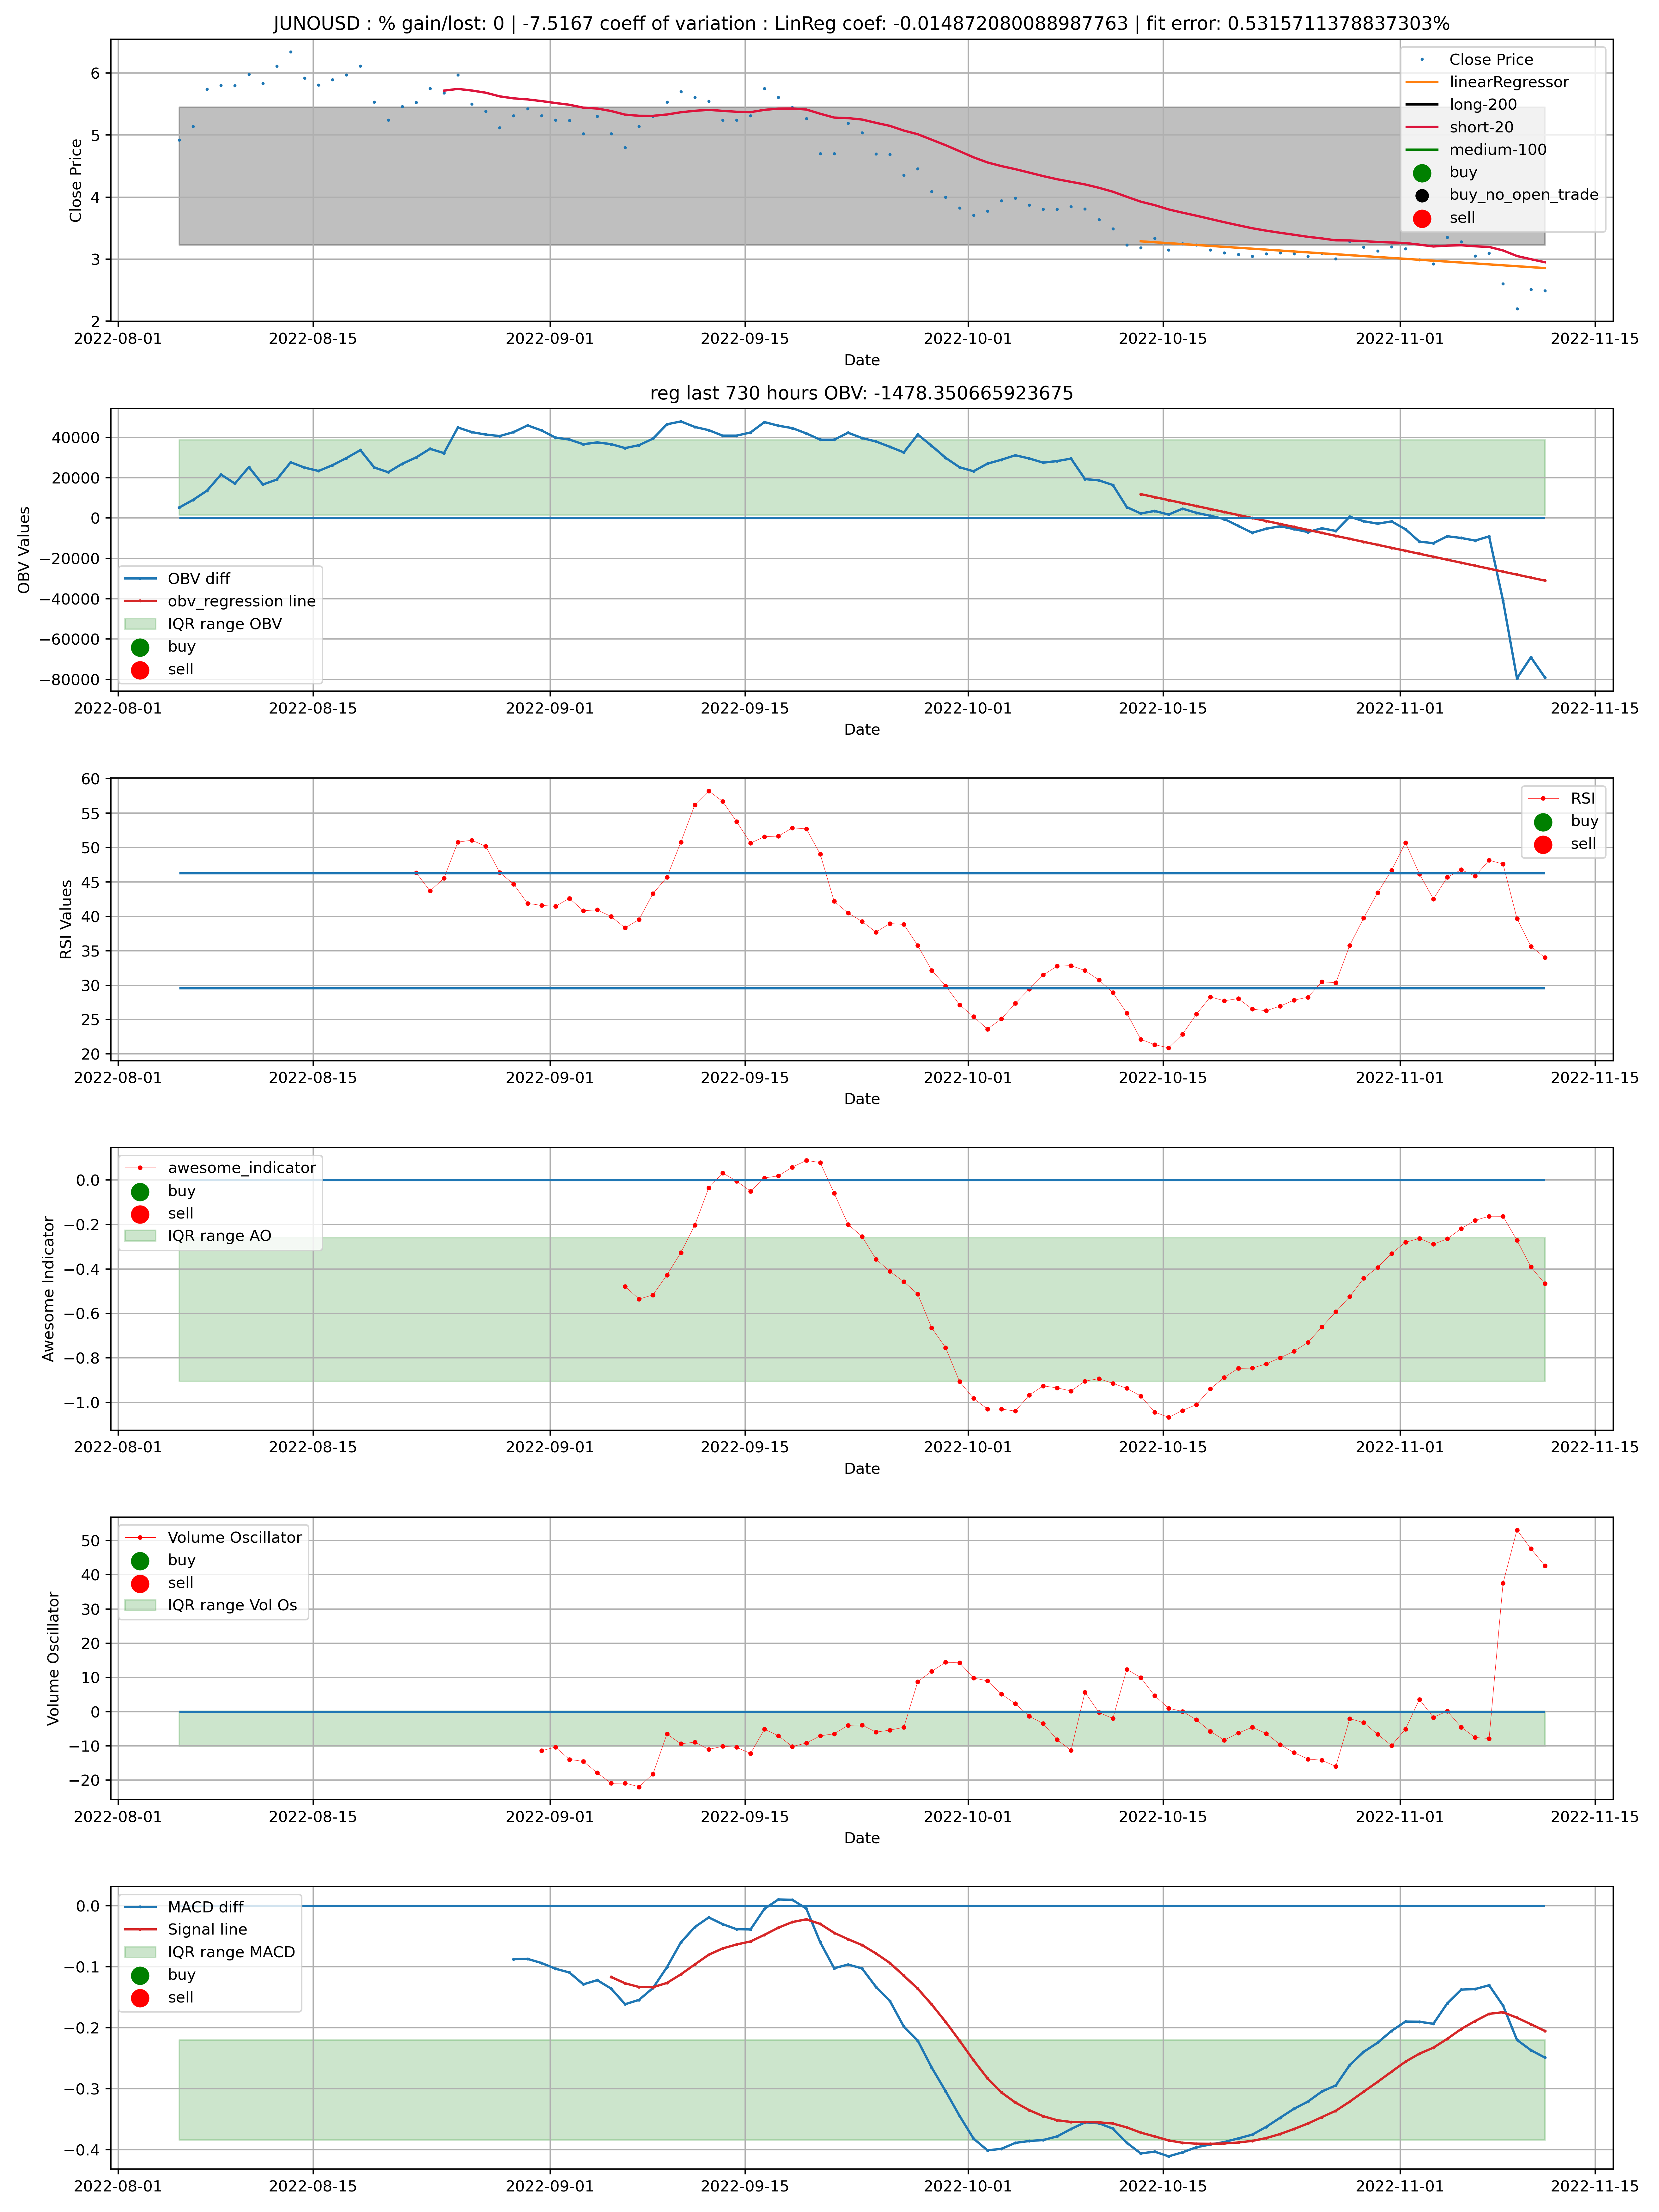 JUNOUSD : % gain/lost: 0 | -7.5167 coeff of variation : LinReg coef: -0.014872080088987763 | fit error: 0.5315711378837303%
Close Price
6
5
4
3
2
Close Price
linearRegressor
long-200
short-20
medium-100
buy
buy_no_open_trade
sell
2022-08-01 2022-08-15 2022-09-01 2022-09-15 2022-10-01 2022-10-15 2022-11-01 2022-11-15
Date
reg last 730 hours OBV: -1478.350665923675
OBV Values
40000
20000
0
−20000
−40000
−60000
−80000
OBV diff
obv_regression line
IQR range OBV
buy
sell
2022-08-01 2022-08-15 2022-09-01 2022-09-15 2022-10-01 2022-10-15 2022-11-01 2022-11-15
Date
RSI Values
60
55
50
45
40
35
30
25
20
RSI
buy
sell
2022-08-01 2022-08-15 2022-09-01 2022-09-15 2022-10-01 2022-10-15 2022-11-01 2022-11-15
Date
Awesome Indicator
0.0
−0.2
−0.4
−0.6
−0.8
−1.0
awesome_indicator
buy
sell
IQR range AO
2022-08-01 2022-08-15 2022-09-01 2022-09-15 2022-10-01 2022-10-15 2022-11-01 2022-11-15
Date
Volume Oscillator
50
40
30
20
10
0
−10
−20
Volume Oscillator
buy
sell
IQR range Vol Os
2022-08-01 2022-08-15 2022-09-01 2022-09-15 2022-10-01 2022-10-15 2022-11-01 2022-11-15
Date
0.0
−0.1
−0.2
−0.3
−0.4
MACD diff
Signal line
IQR range MACD
buy
sell
2022-08-01 2022-08-15 2022-09-01 2022-09-15 2022-10-01 2022-10-15 2022-11-01 2022-11-15